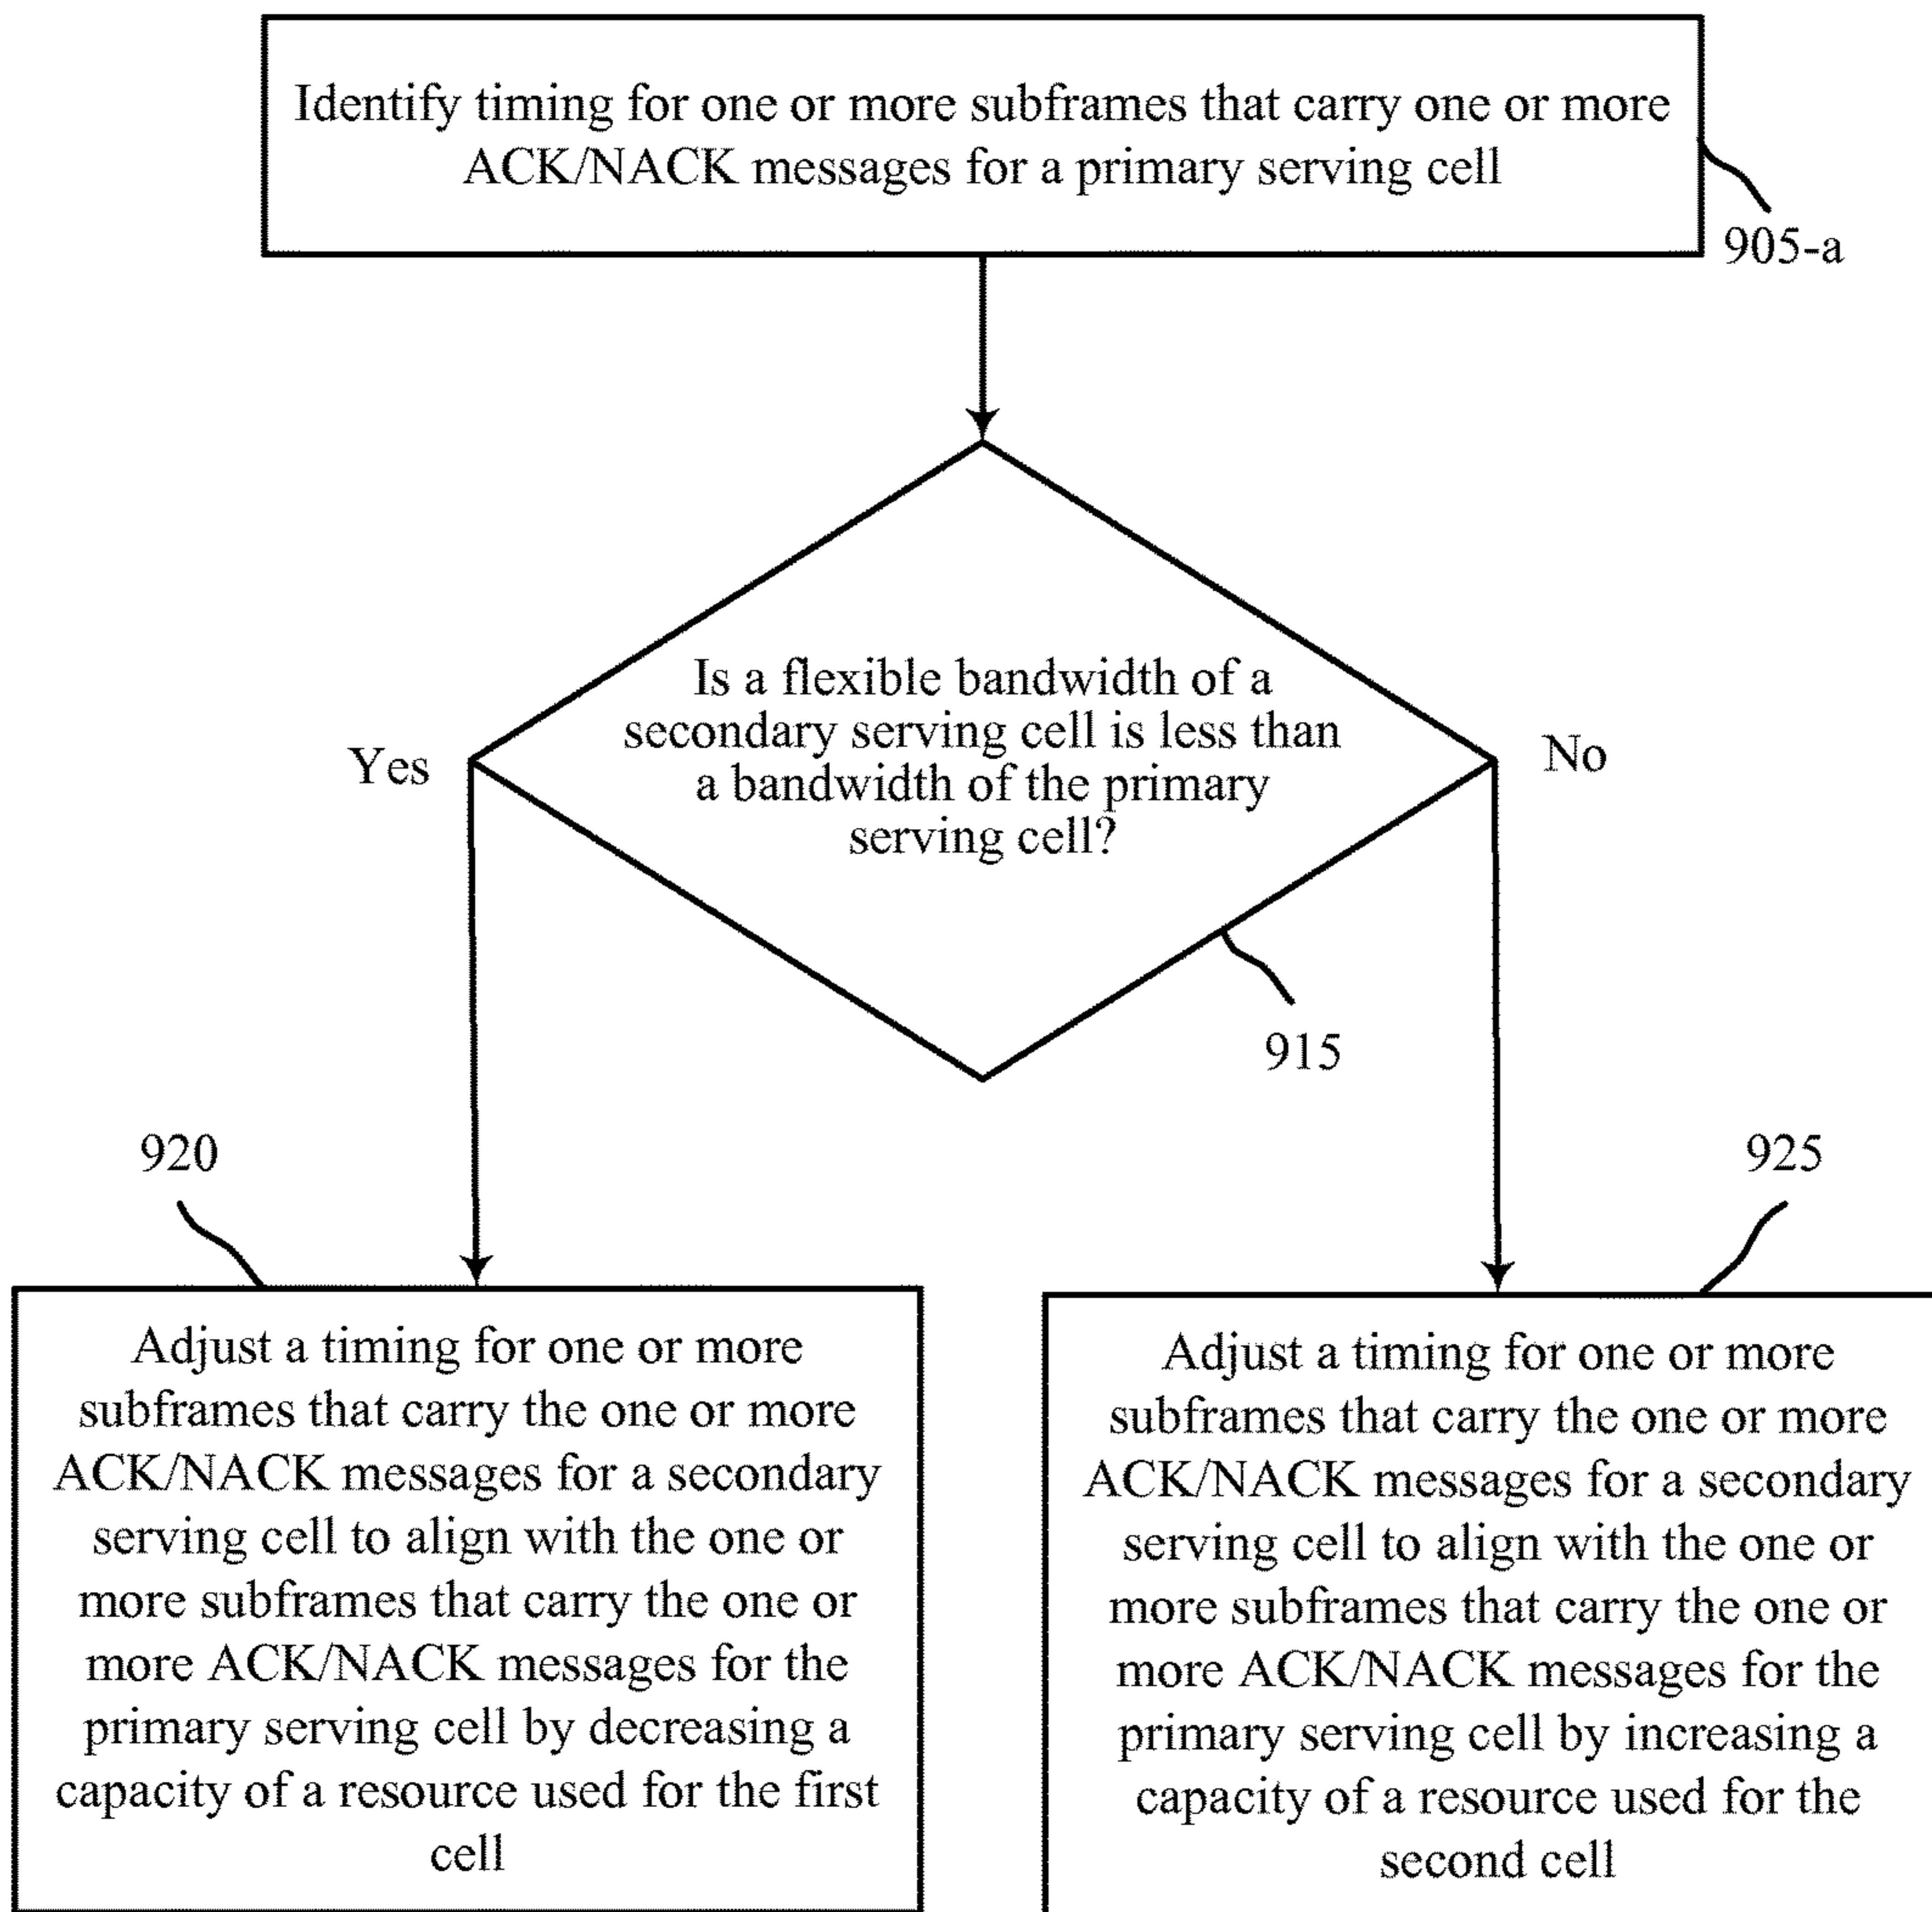 Identify timing for one or more subframes that carry one or more
ACK/NACK messages for a primary serving cell
905-a
Is a flexible bandwidth of a
secondary serving cell is less than
a bandwidth of the primary
serving cell?
Yes
No
915
920
925
Adjust a timing for one or more
subframes that carry the one or more
ACK/NACK messages for a secondary
serving cell to align with the one or
more subframes that carry the one or
more ACK/NACK messages for the
primary serving cell by decreasing a
capacity of a resource used for the first
cell
Adjust a timing for one or more
subframes that carry the one or more
ACK/NACK messages for a secondary
serving cell to align with the one or
more subframes that carry the one or
more ACK/NACK messages for the
primary serving cell by increasing a
capacity of a resource used for the
second cell